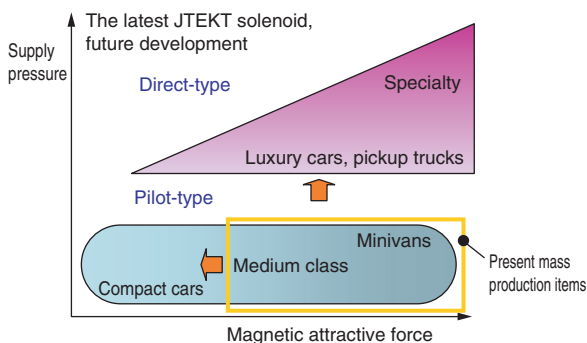 The latest JTEKT solenoid,
future development
Supply
pressure
Direct-type
Specialty
Luxury cars, pickup trucks
Pilot-type
Minivans
Medium class
Compact cars
Present mass
production items
Magnetic attractive force